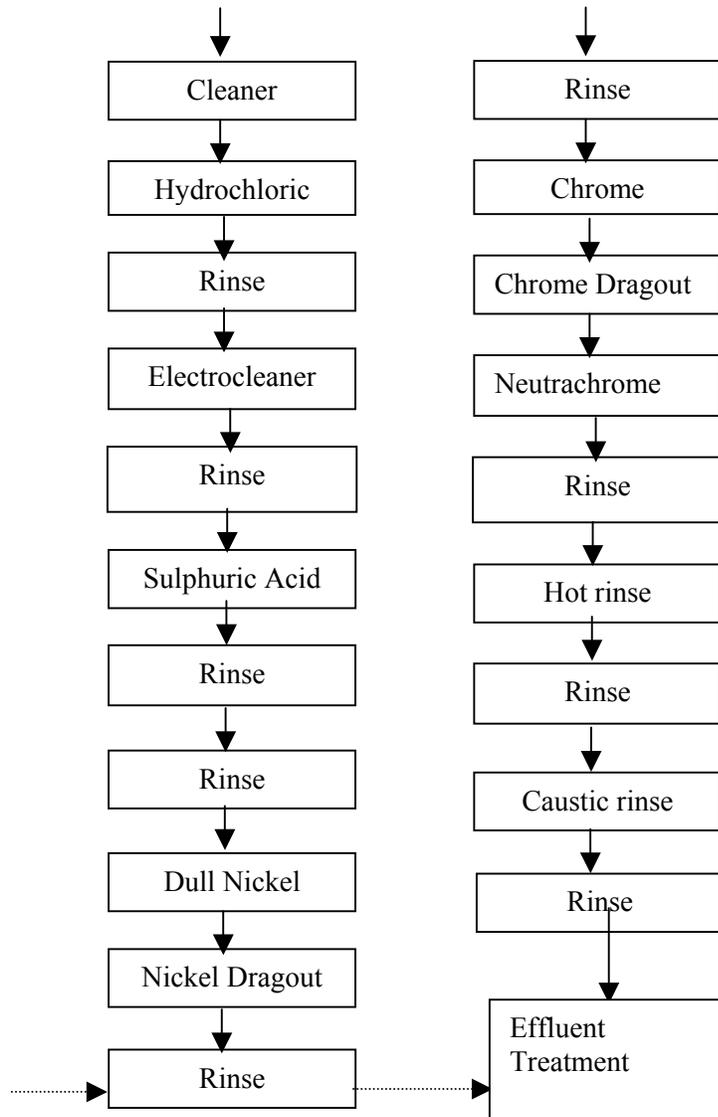 Cleaner
Hydrochloric
Rinse
Electrocleaner
Rinse
Sulphuric Acid
Rinse
Rinse
Dull Nickel
Nickel Dragout
Rinse
Rinse
Chrome
Chrome Dragout
Neutrachrome
Rinse
Hot rinse
Rinse
Caustic rinse
Rinse
Effluent
Treatment